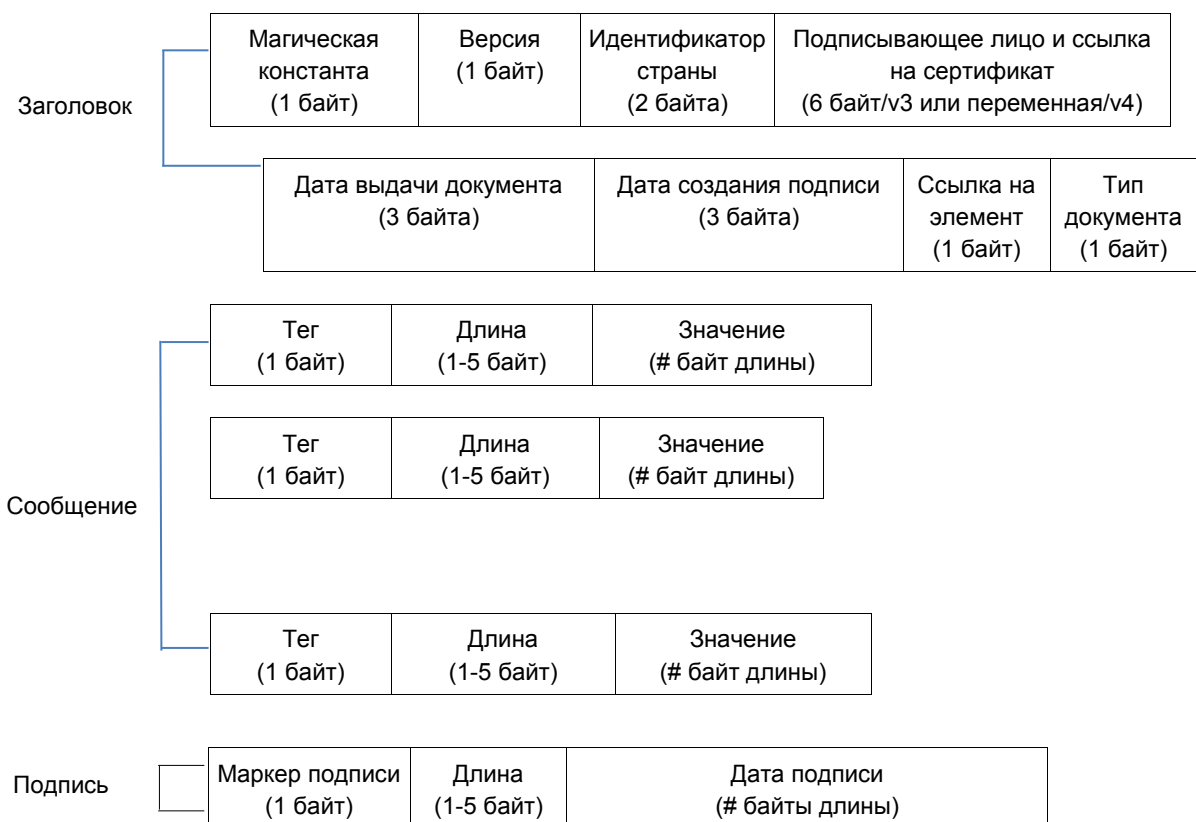 Заголовок
Магическая константа (1 байт)
Версия (1 байт)
Идентификатор страны (2 байта)
Подписывающее лицо и ссылка на сертификат (6 байт/v3 или переменная/v4)
Дата выдачи документа (3 байта)
Дата создания подписи (3 байта)
Ссылка на элемент (1 байт)
Тип документа (1 байт)
Сообщение
Тег (1 байт)
Длина (1-5 байт)
Значение (# байт длины)
Тег (1 байт)
Длина (1-5 байт)
Значение (# байт длины)
Тег (1 байт)
Длина (1-5 байт)
Значение (# байт длины)
Подпись
Маркер подписи (1 байт)
Длина (1-5 байт)
Дата подписи (# байты длины)